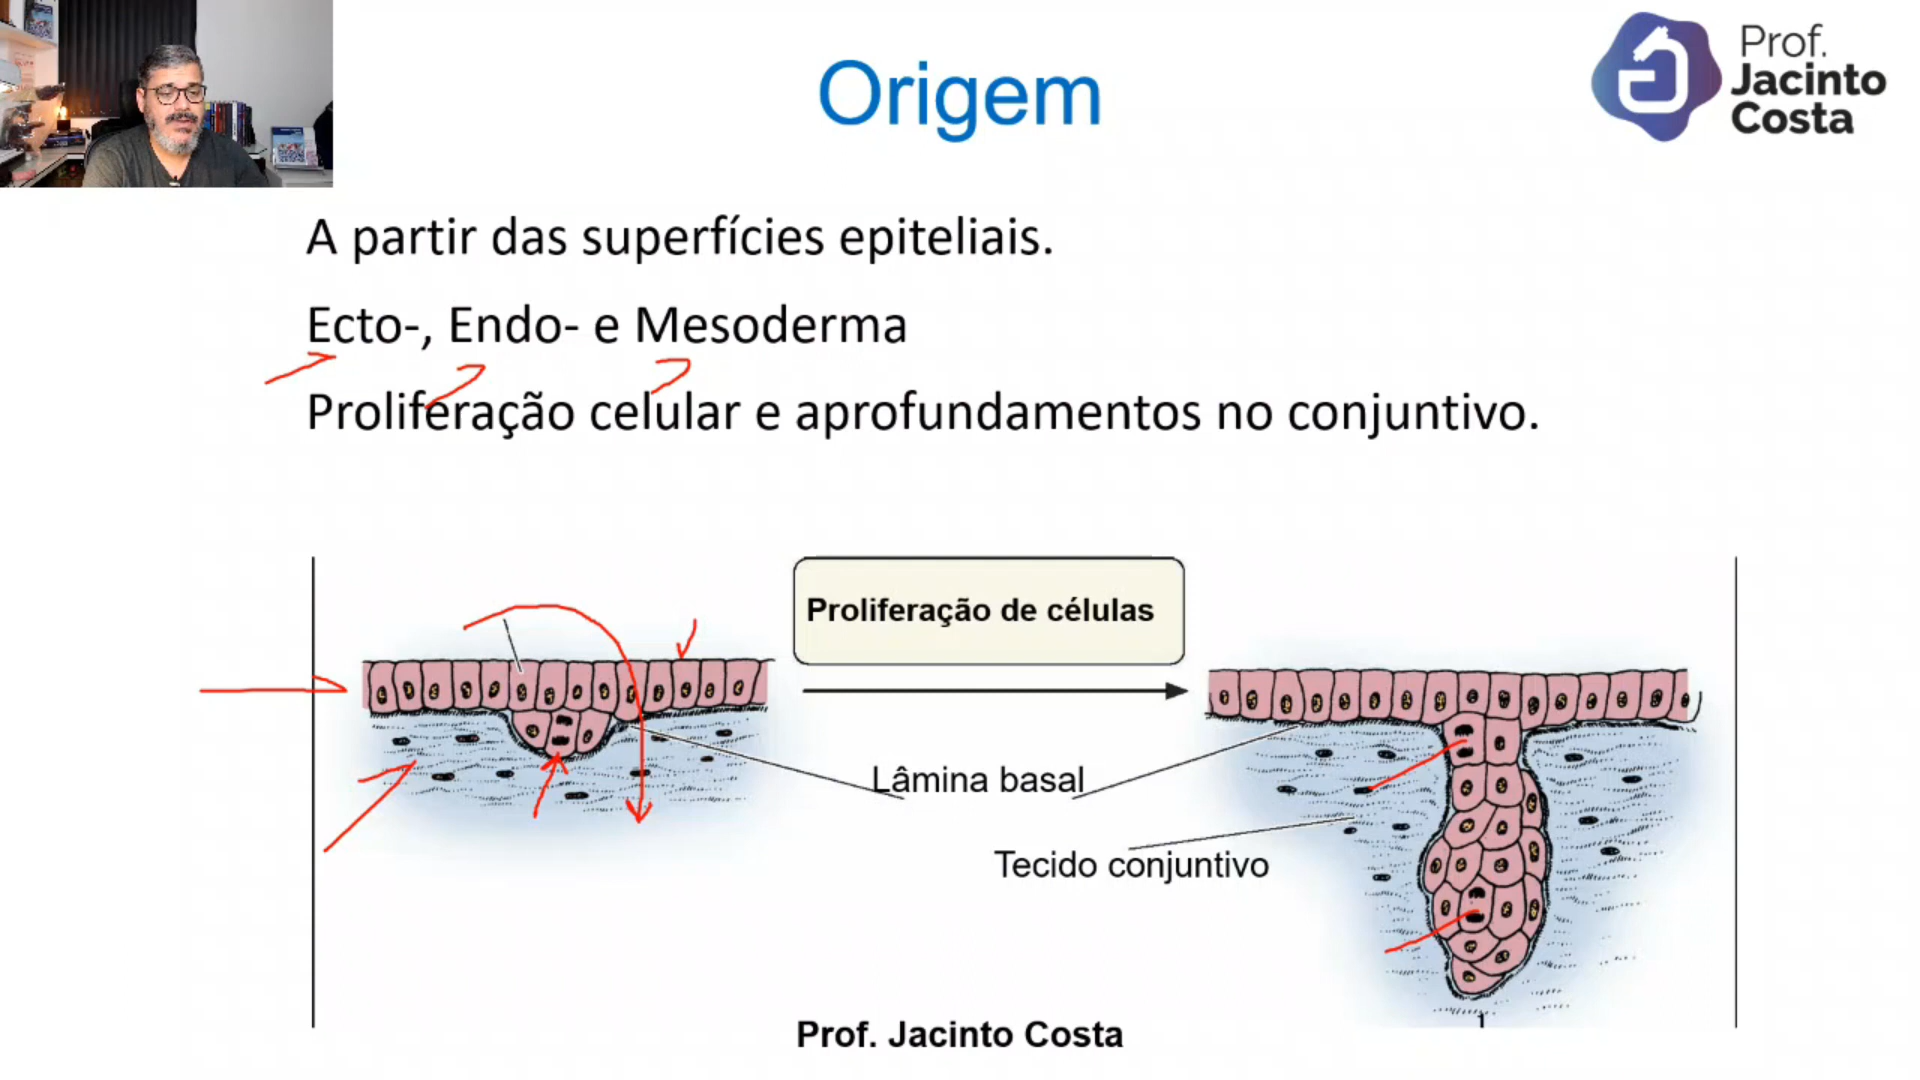 Origem
Prof.
Jacinto
Costa
A partir das superfícies epiteliais.
Ecto-, Endo- e Mesoderma
Proliferação celular e aprofundamentos no conjuntivo.
Proliferação de células
Lâmina basal
Tecido conjuntivo
Prof. Jacinto Costa